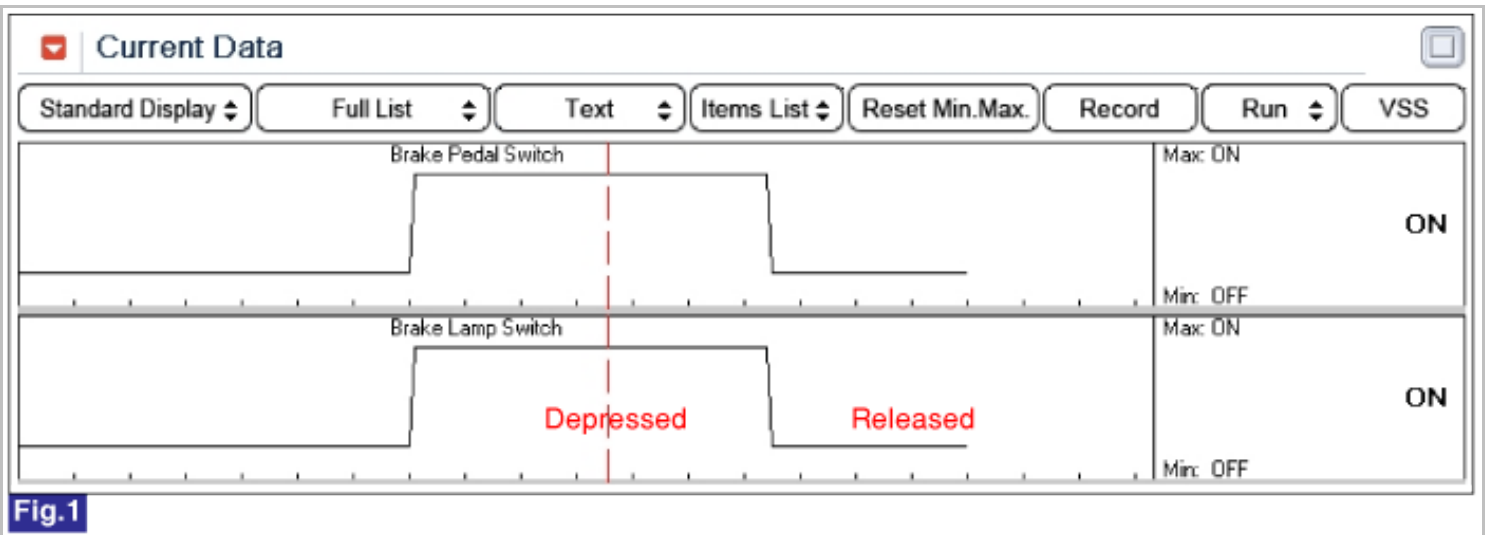 Current Data
Standard Display Full List Text Items List Reset Min.Max. Record Run VSS
Brake Pedal Switch Max: ON
ON
Min: OFF
Brake Lamp Switch Max: ON
ON
Depressed Released
Min: OFF
Fig.1